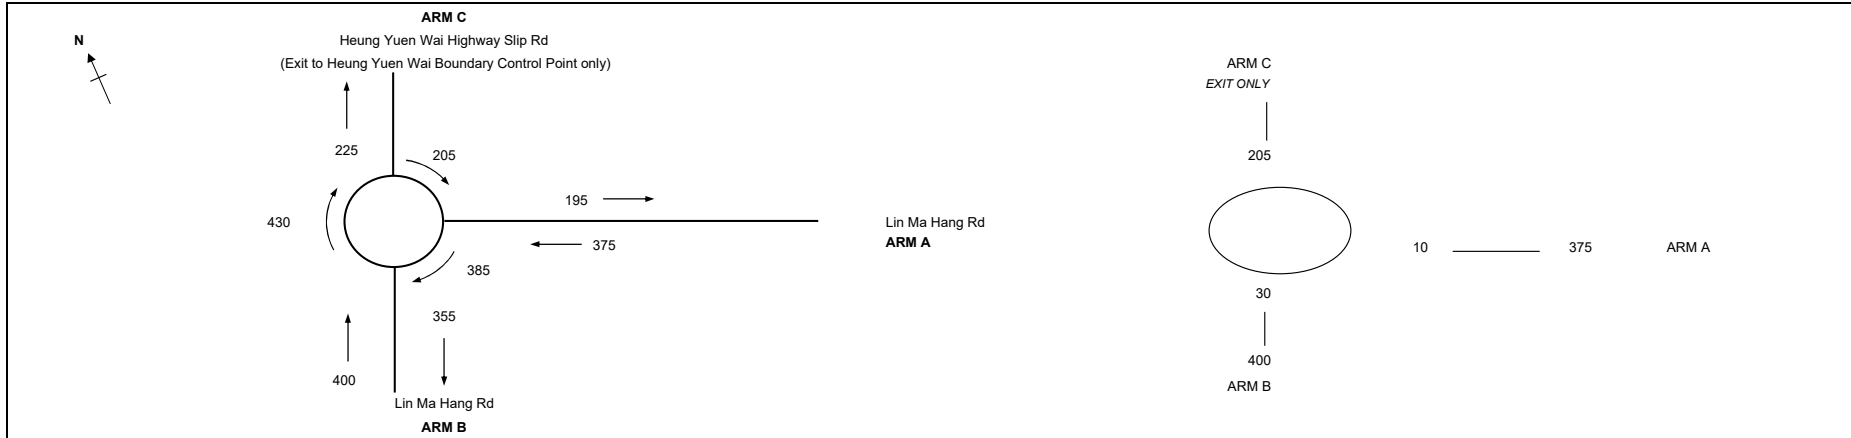 ARM C
N
Heung Yuen Wai Highway Slip Rd
(Exit to Heung Yuen Wai Boundary Control Point only)
225
205
430
195
Lin Ma Hang Rd
ARM A
375
385
355
400
Lin Ma Hang Rd
ARM B
ARM C
EXIT ONLY
205
10
375
ARM A
30
400
ARM B